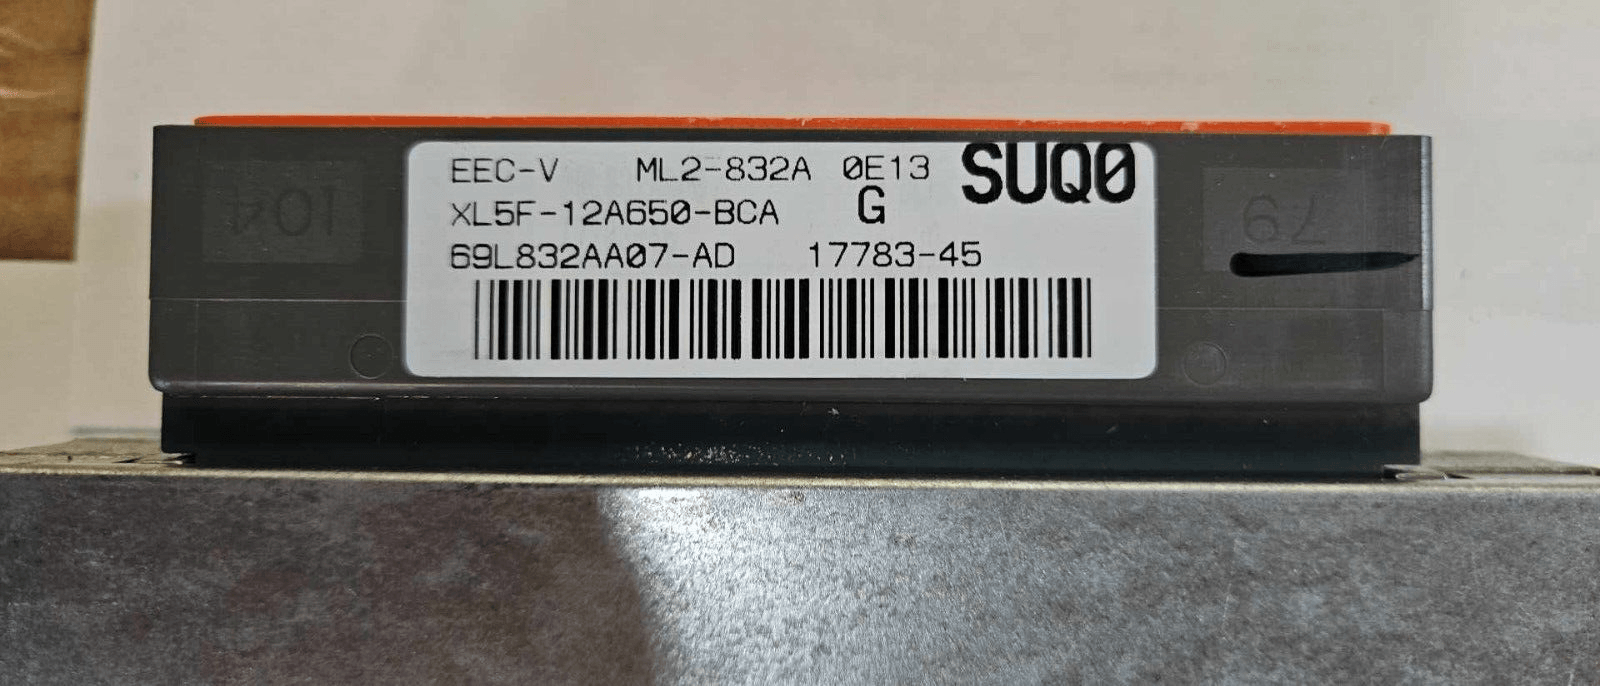 EEC-V ML2-832A 0E13 SUQ0
XL5F-12A650-BCA G
69L832AA07-AD 17783-45
104
79